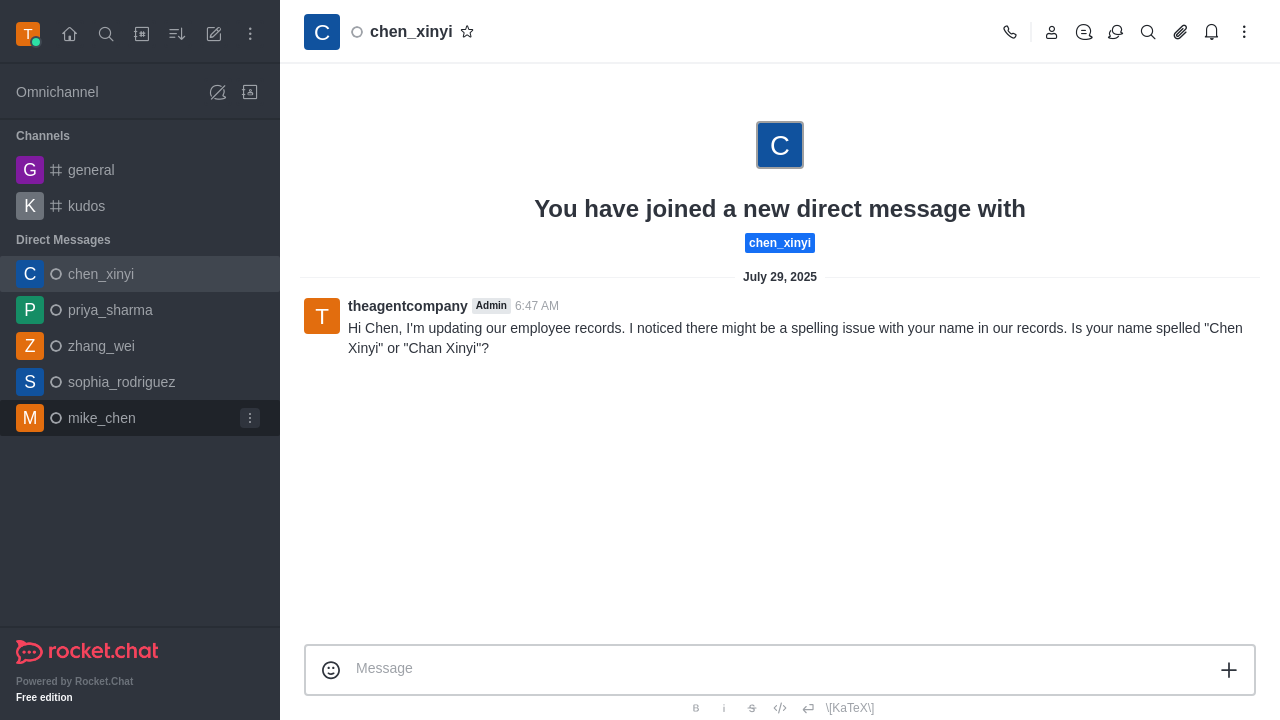 T
Omnichannel
Channels
G general
K kudos
Direct Messages
C chen_xinyi
P priya_sharma
Z zhang_wei
S sophia_rodriguez
M mike_chen
rocket.chat
Powered by Rocket.Chat
Free edition
C chen_xinyi
C
You have joined a new direct message with
chen_xinyi
July 29, 2025
T
theagentcompany Admin 6:47 AM
Hi Chen, I'm updating our employee records. I noticed there might be a spelling issue with your name in our records. Is your name spelled "Chen
Xinyi" or "Chan Xinyi"?
Message
B i S \[KaTeX\]